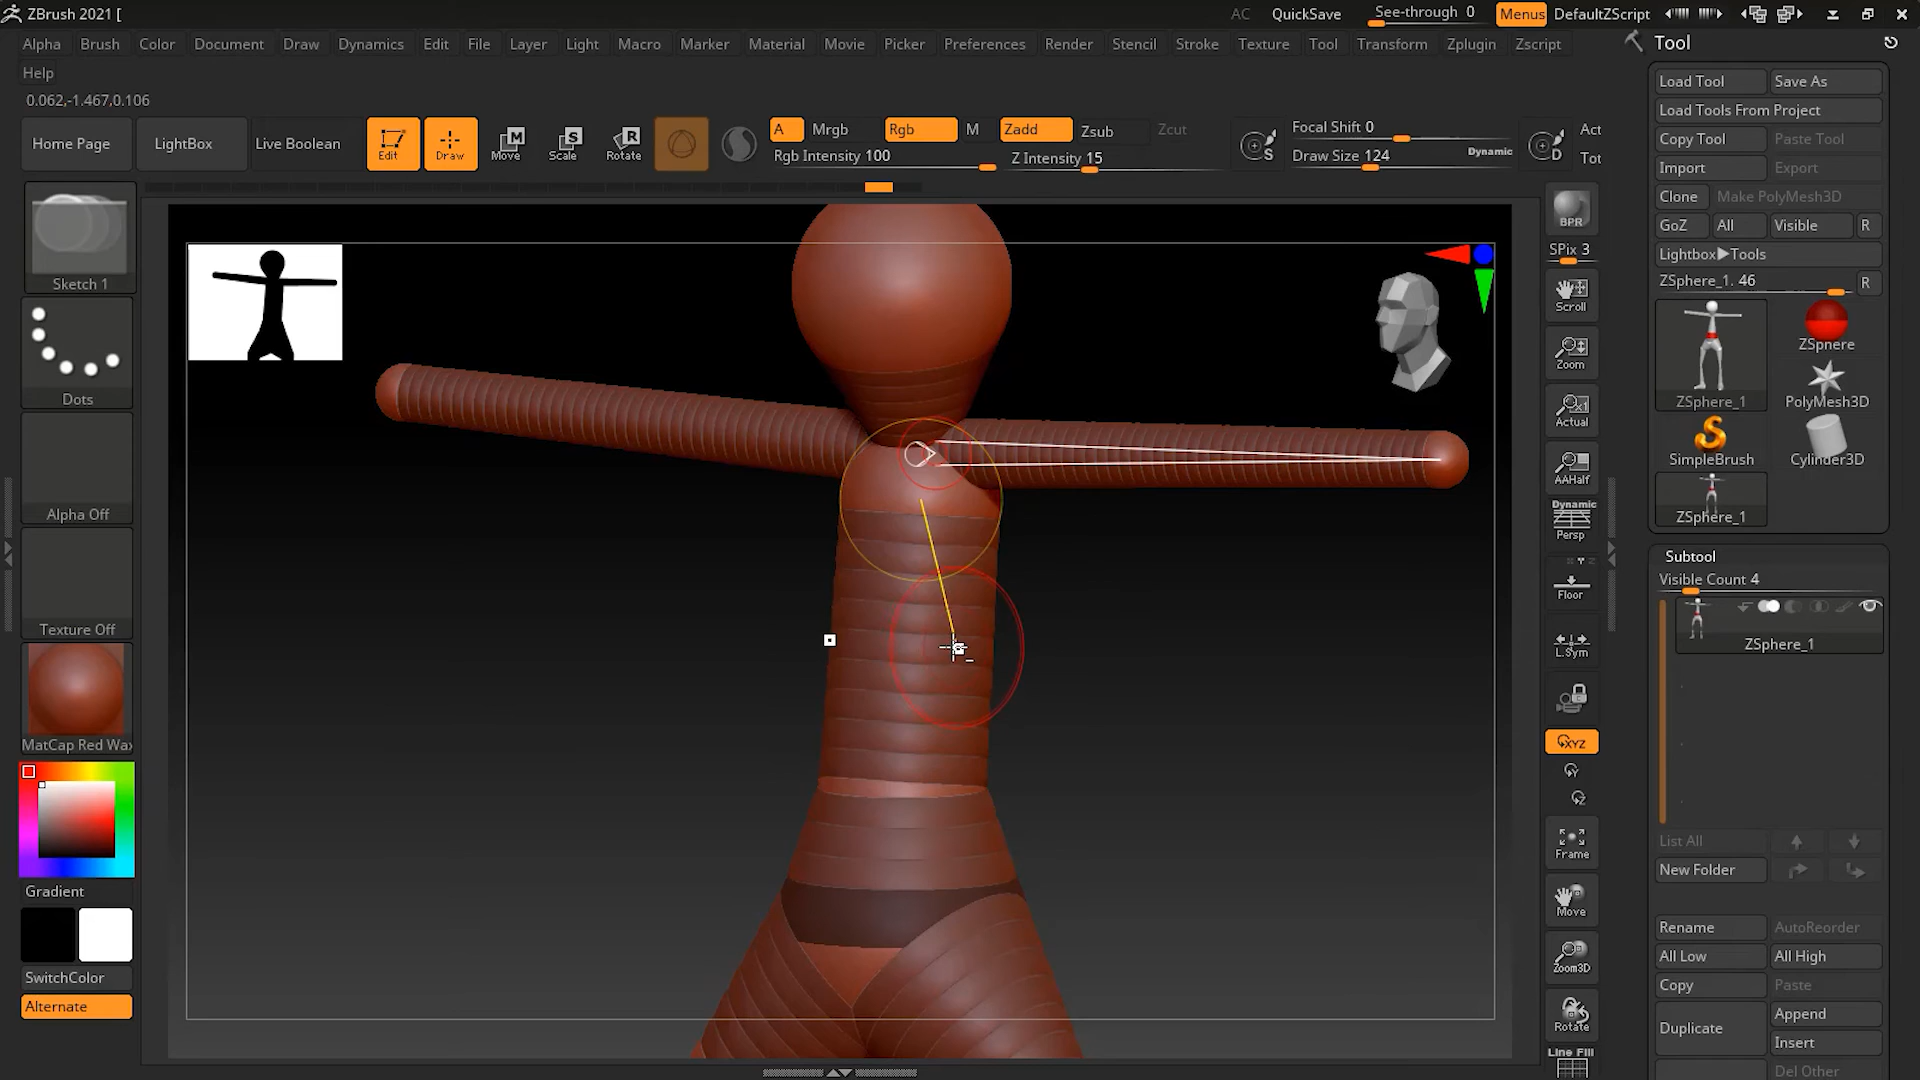 ZBrush 2021 [
AC QuickSave See-through 0 Menus DefaultZScript
Alpha Brush Color Document Draw Dynamics Edit File Layer Light Macro Marker Material Movie Picker Preferences Render Stencil Stroke Texture Tool Transform Zplugin Zscript
Help
0.062,-1.467,0.106
Home Page LightBox Live Boolean Edit Draw Move Scale Rotate
A Mrgb Rgb M Zadd Zsub Zcut
Rgb Intensity 100 Z Intensity 15
Focal Shift 0
Draw Size 124 Dynamic
Act
Tot
Sketch 1
Dots
Alpha Off
Texture Off
MatCap Red Wax
Gradient
SwitchColor
Alternate
BPR
SPix 3
Scroll
Zoom
Actual
AAHalf
Dynamic
Persp
Floor
L.Sym
XYZ
Y
Z
Frame
Move
Zoom3D
Rotate
Line Fill
Tool
Load Tool Save As
Load Tools From Project
Copy Tool Paste Tool
Import Export
Clone Make PolyMesh3D
GoZ All Visible R
Lightbox▶Tools
ZSphere_1. 46 R
ZSphere_1 ZSphere
PolyMesh3D
SimpleBrush Cylinder3D
ZSphere_1
Subtool
Visible Count 4
ZSphere_1
List All
New Folder
Rename AutoReorder
All Low All High
Copy Paste
Duplicate Append
Insert
Del Other